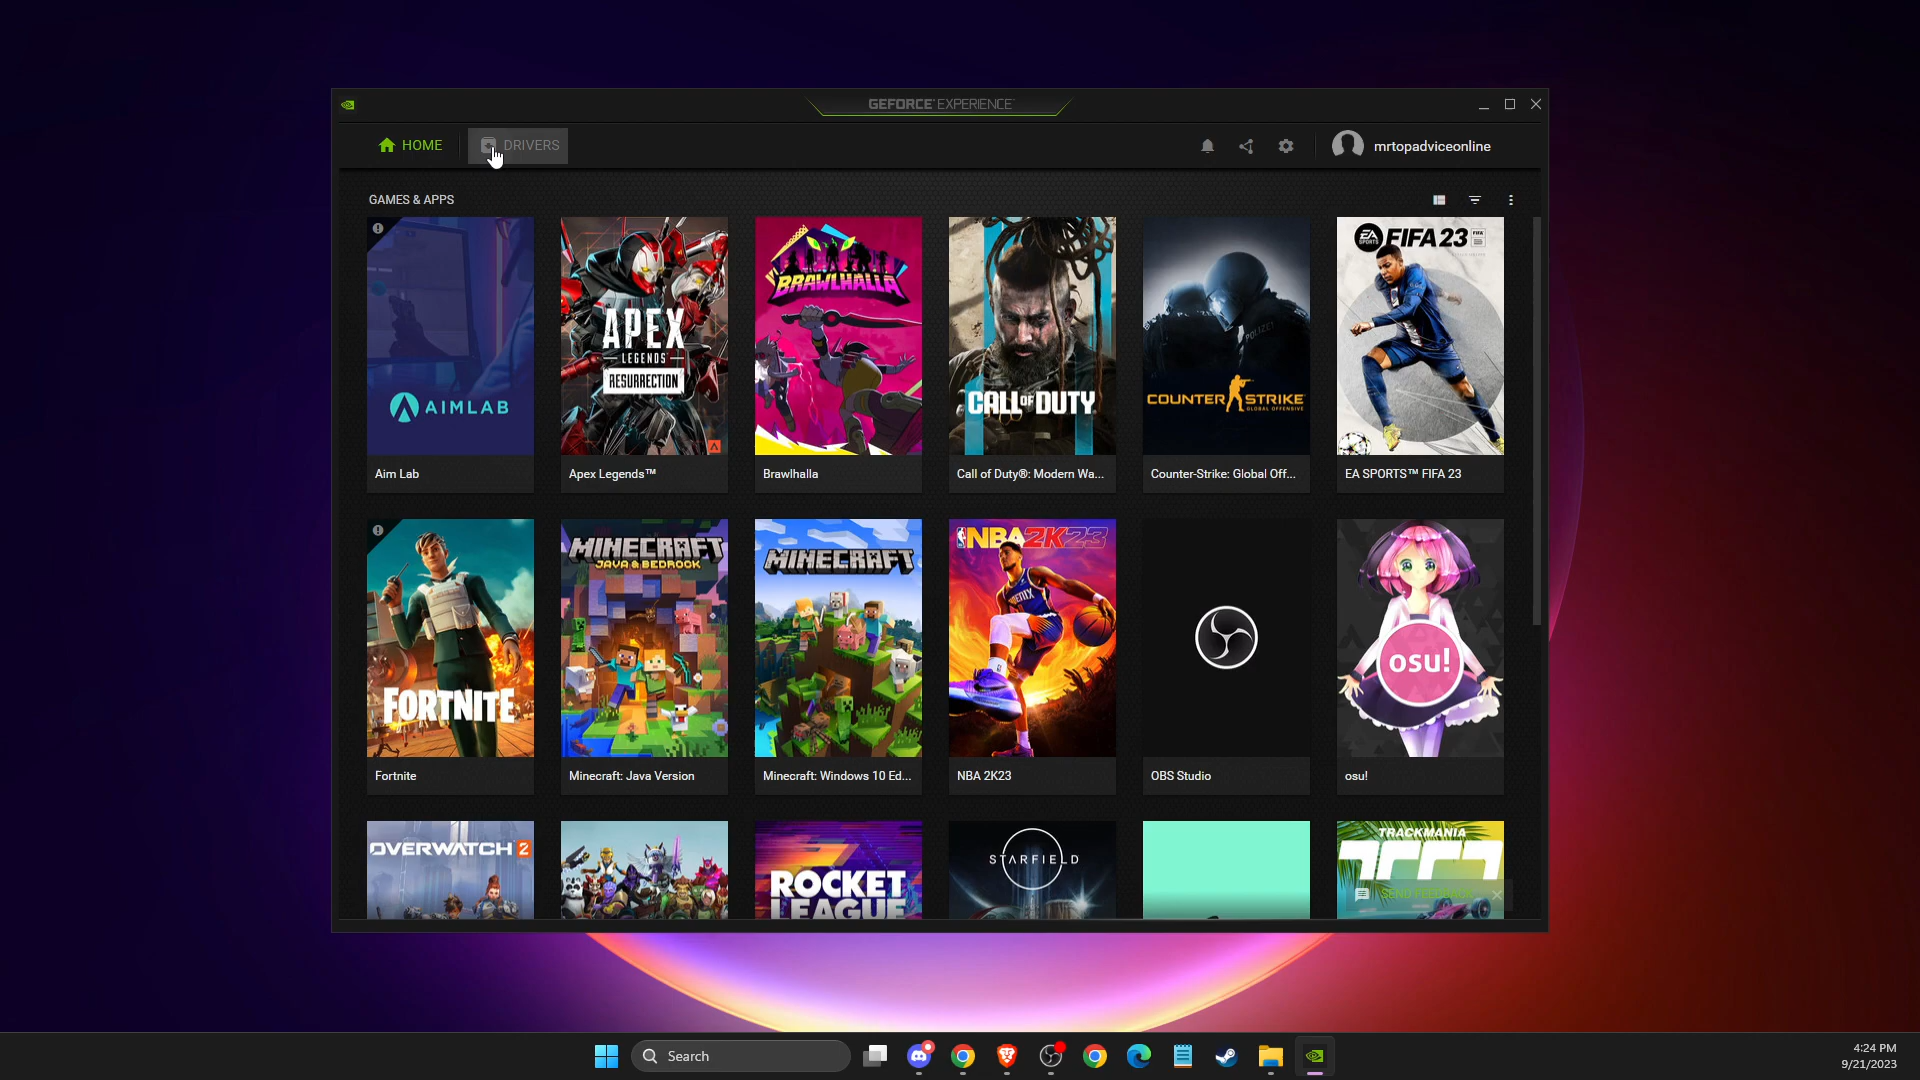 GEFORCE EXPERIENCE
HOME
DRIVERS
mrtopadviceonline
GAMES & APPS
AIMLAB
APEX
LEGENDS
RESURRECTION
BRAWLHALLA
CALL OF DUTY
POLIZEI
COUNTER STRIKE
GLOBAL OFFENSIVE
EA SPORTS FIFA 23 FIFA
Aim Lab
Apex Legends™
Brawlhalla
Call of Duty®: Modern Wa...
Counter-Strike: Global Off...
EA SPORTS™ FIFA 23
FORTNITE
MINECRAFT
JAVA & BEDROCK
MINECRAFT
NBA 2K23
osu!
Fortnite
Minecraft: Java Version
Minecraft: Windows 10 Ed...
NBA 2K23
OBS Studio
osu!
OVERWATCH 2
ROCKET
LEAGUE
STARFIELD
TRACKMANIA
SEND FEEDBACK
Search
4:24 PM
9/21/2023